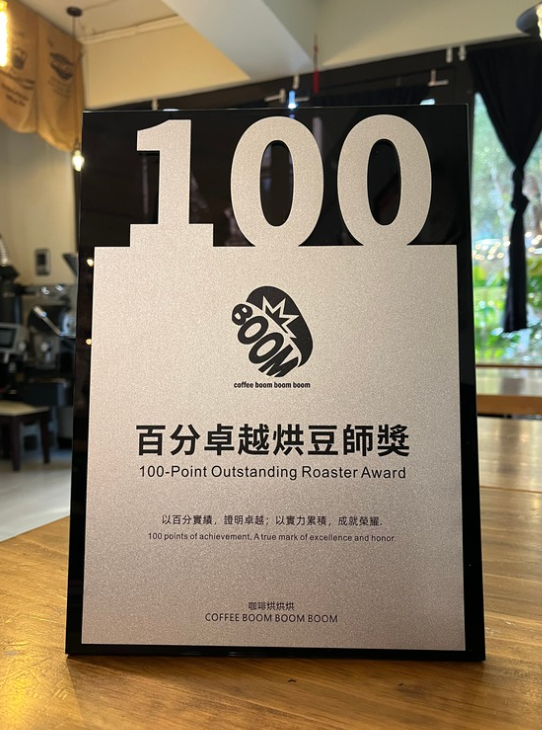 100
BOOM
coffee boom boom boom
百分卓越烘豆師獎
100-Point Outstanding Roaster Award
以百分實績，證明卓越；以實力累積，成就榮耀.
100 points of achievement. A true mark of excellence and honor.
咖啡烘烘烘
COFFEE BOOM BOOM BOOM